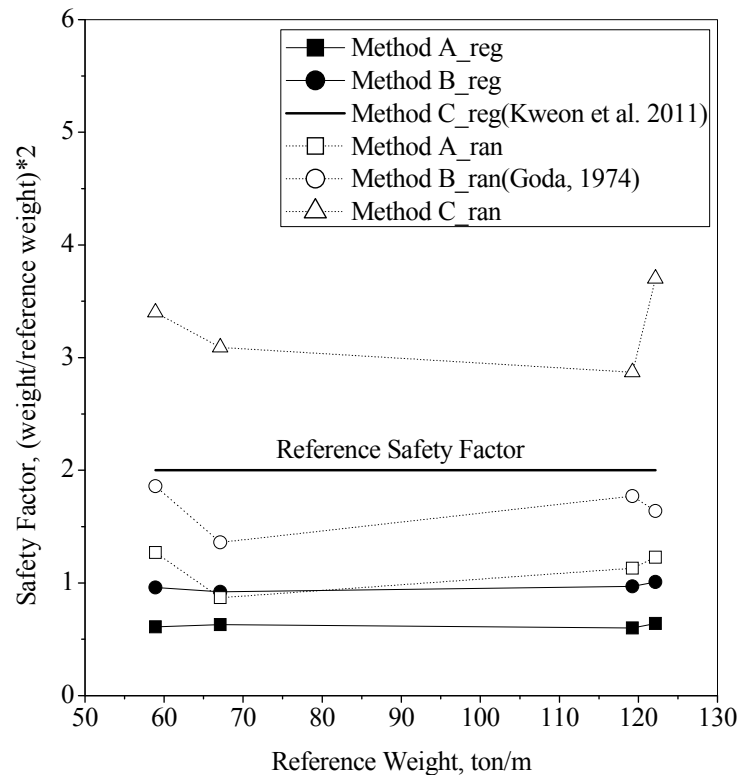 6
Method A_reg
Method B_reg
Method C_reg(Kweon et al. 2011)
Method A_ran
Method B_ran(Goda, 1974)
Method C_ran
5
4
3
Reference Safety Factor
2
1
0
Safety Factor, (weight/reference weight)*2
50 60 70 80 90 100 110 120 130
Reference Weight, ton/m